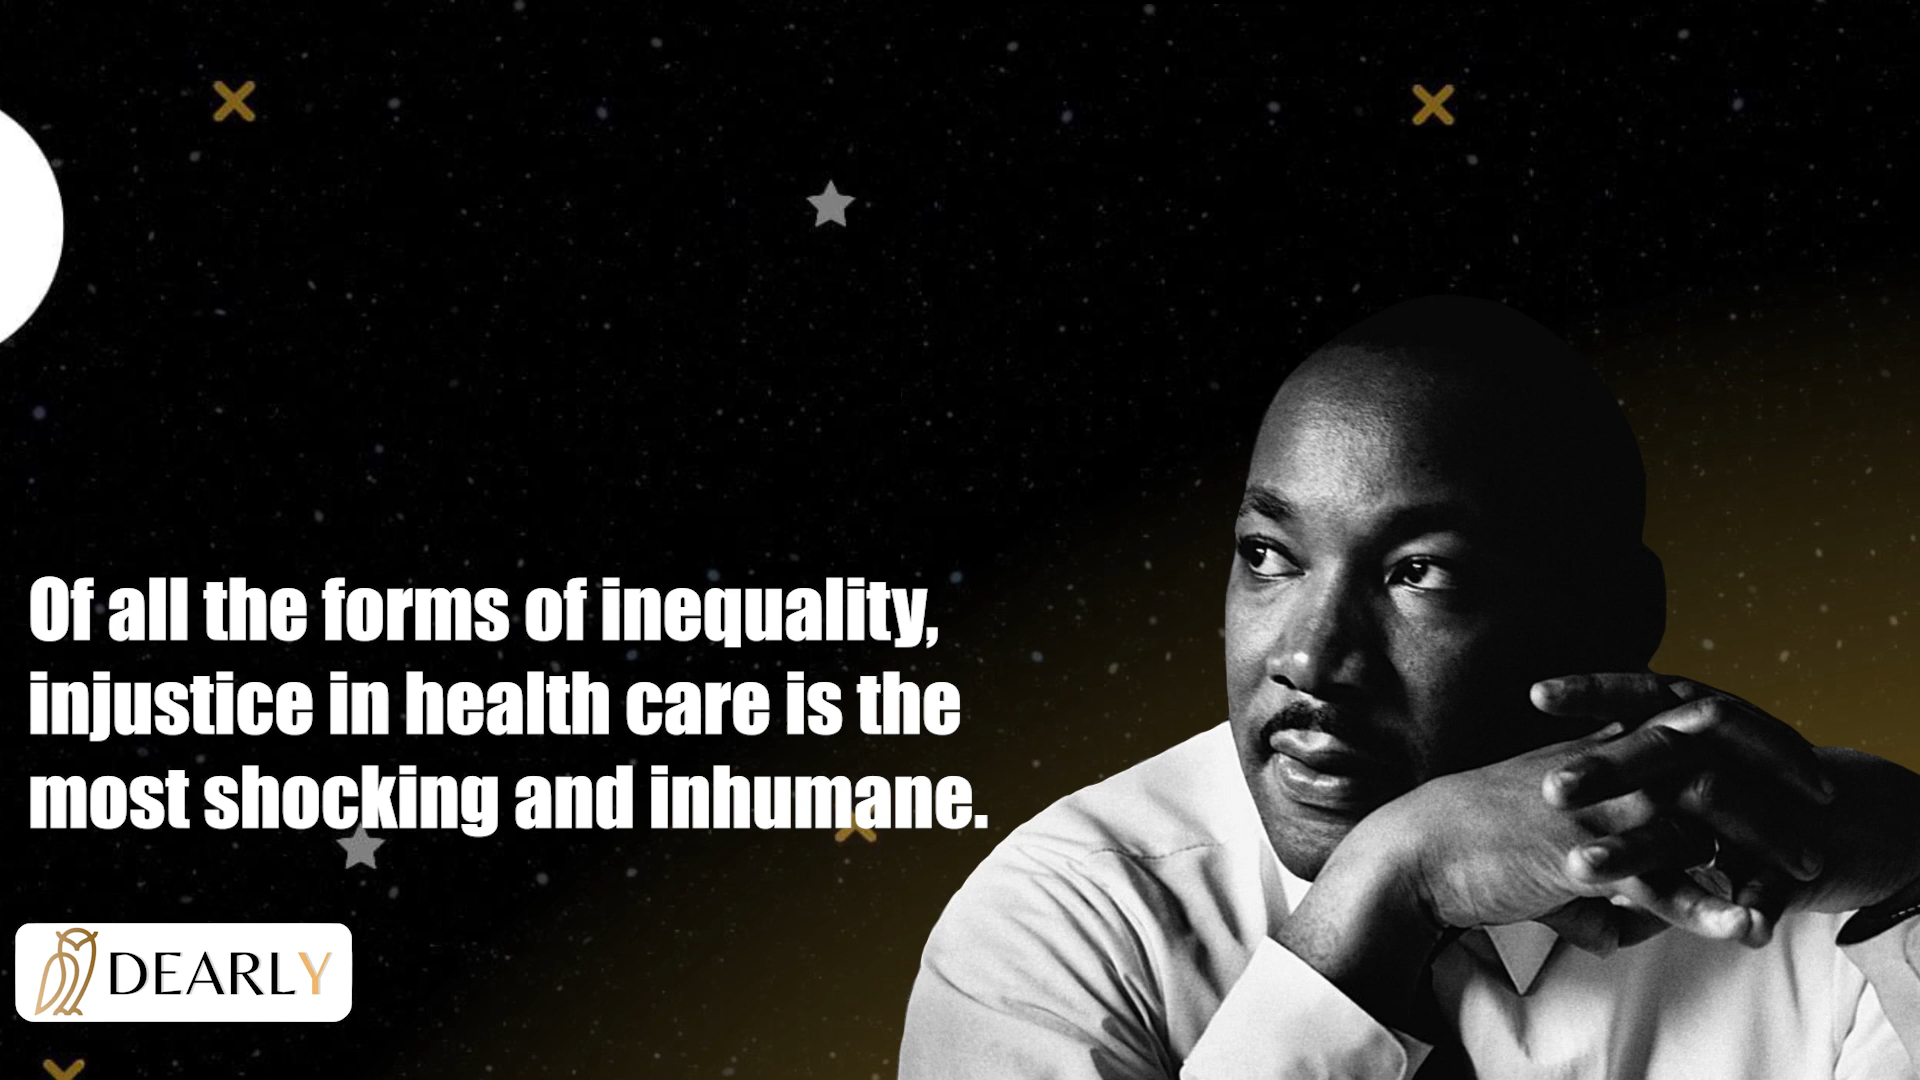 Of all the forms of inequality,
injustice in health care is the
most shocking and inhumane.
DEARLY